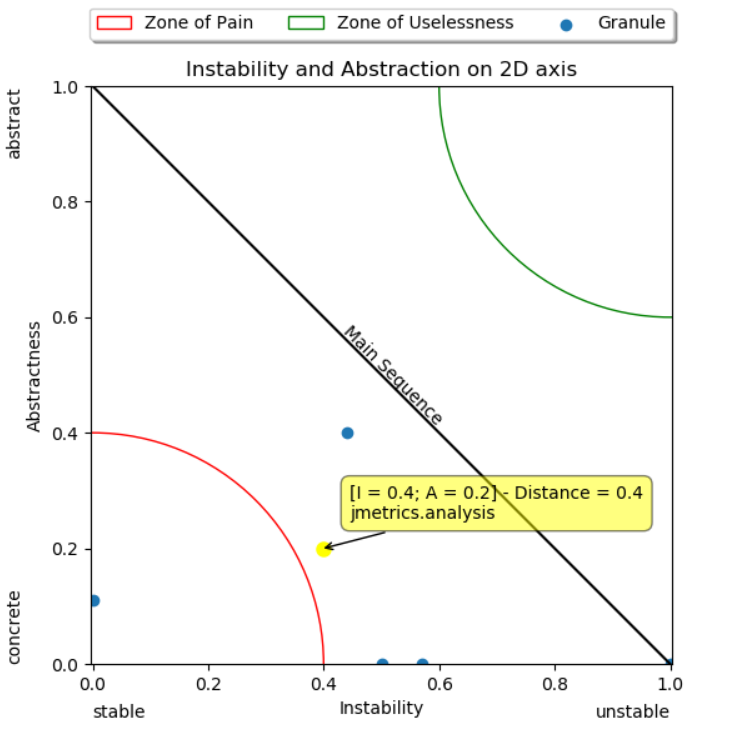 Zone of Pain Zone of Uselessness Granule
Instability and Abstraction on 2D axis
abstract
1.0
0.8
0.6
Main Sequence
Abstractness
0.4
[I = 0.4; A = 0.2] - Distance = 0.4
jmetrics.analysis
0.2
concrete
0.0
0.0 0.2 0.4 0.6 0.8 1.0
stable Instability unstable